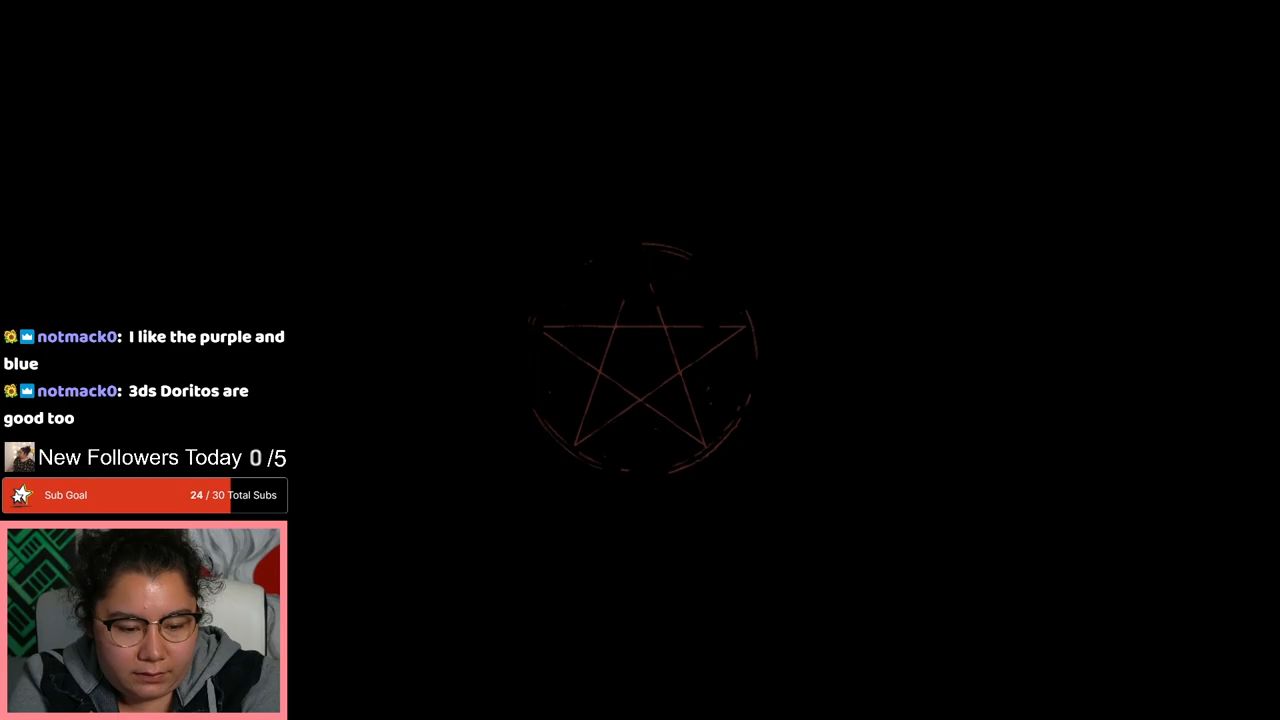 notmack0: I like the purple and
blue
notmack0: 3ds Doritos are
good too
New Followers Today 0 /5
Sub Goal 24 / 30 Total Subs